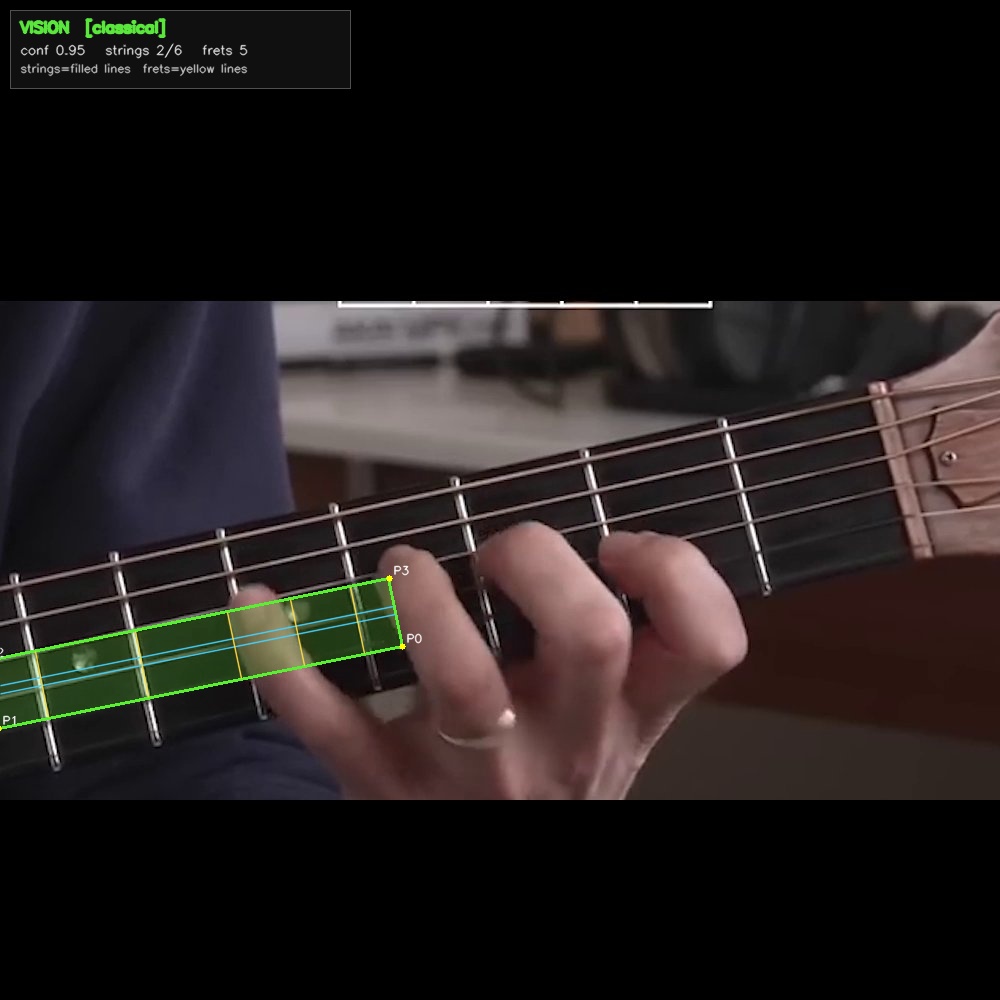 VISION [classical]
conf 0.95 strings 2/6 frets 5
strings=filled lines frets=yellow lines
P3
P0
P1